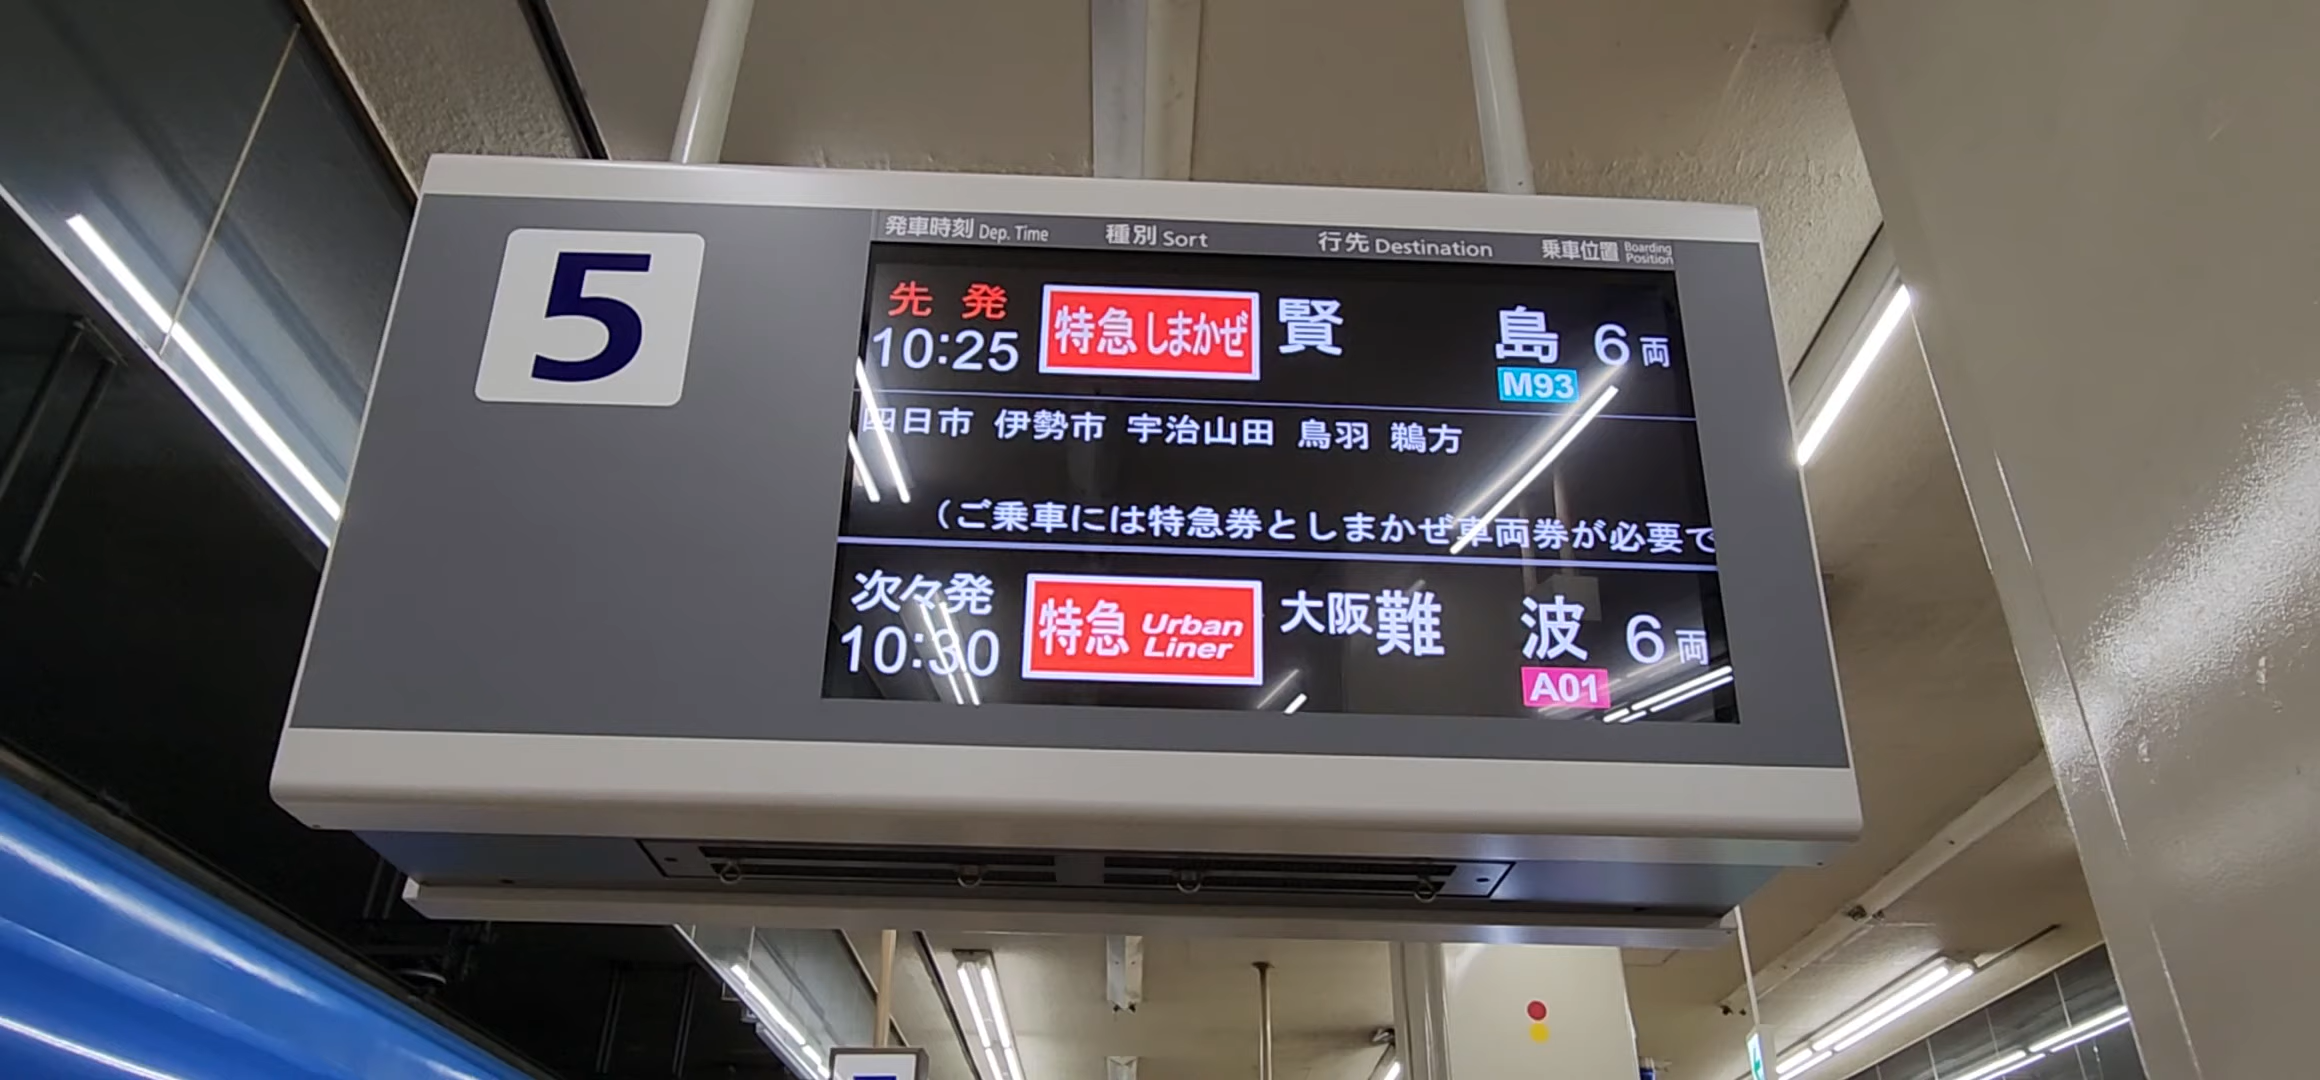 5
発車時刻 Dep. Time 種別 Sort 行先 Destination 乗車位置 Boarding Position
先発
10:25 特急 しまかぜ 賢島 6両
M93
四日市 伊勢市 宇治山田 鳥羽 鵜方
（ご乗車には特急券としまかぜ車両券が必要で
次々発
10:30 特急 Urban Liner 大阪難波 6両
A01